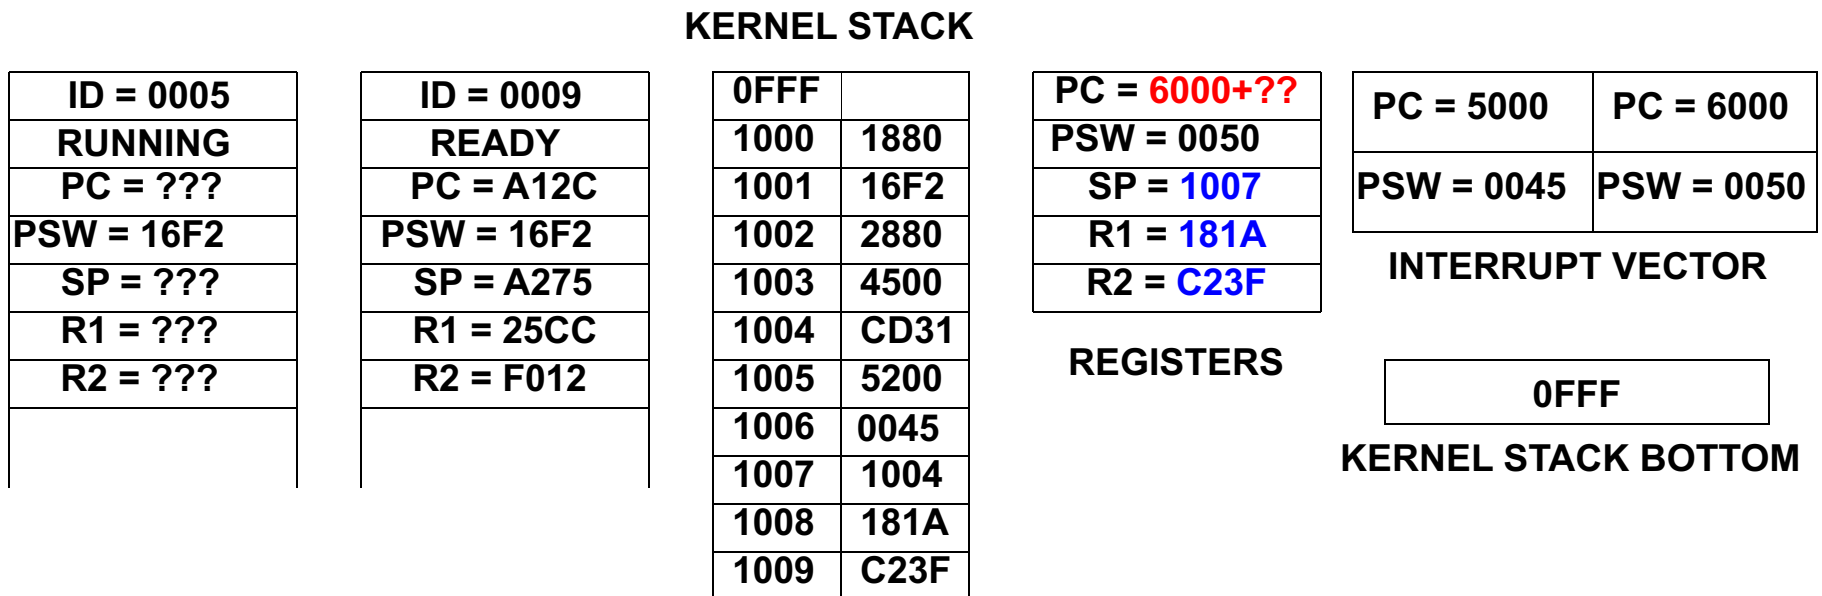 KERNEL STACK
ID = 0005
RUNNING
PC = ???
PSW = 16F2
SP = ???
R1 = ???
R2 = ???
ID = 0009
READY
PC = A12C
PSW = 16F2
SP = A275
R1 = 25CC
R2 = F012
0FFF
1000 1880
1001 16F2
1002 2880
1003 4500
1004 CD31
1005 5200
1006 0045
1007 1004
1008 181A
1009 C23F
PC = 6000+??
PSW = 0050
SP = 1007
R1 = 181A
R2 = C23F
REGISTERS
PC = 5000 PC = 6000
PSW = 0045 PSW = 0050
INTERRUPT VECTOR
0FFF
KERNEL STACK BOTTOM